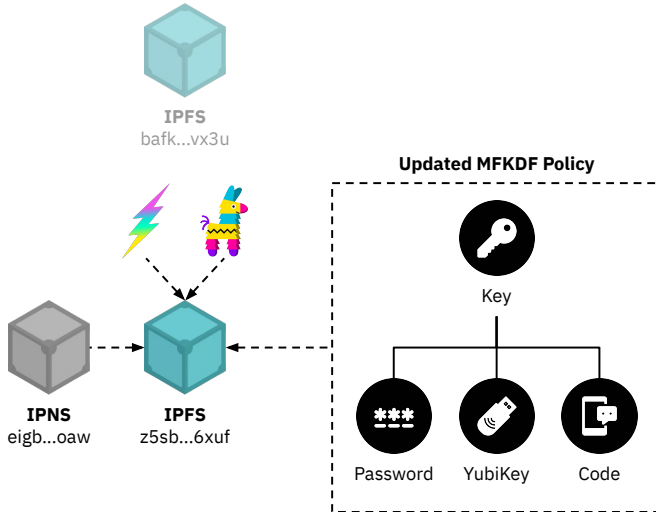 IPFS
bafk...vx3u
Updated MFKDF Policy
Key
IPNS
eigb...oaw
IPFS
z5sb...6xuf
Password
YubiKey
Code